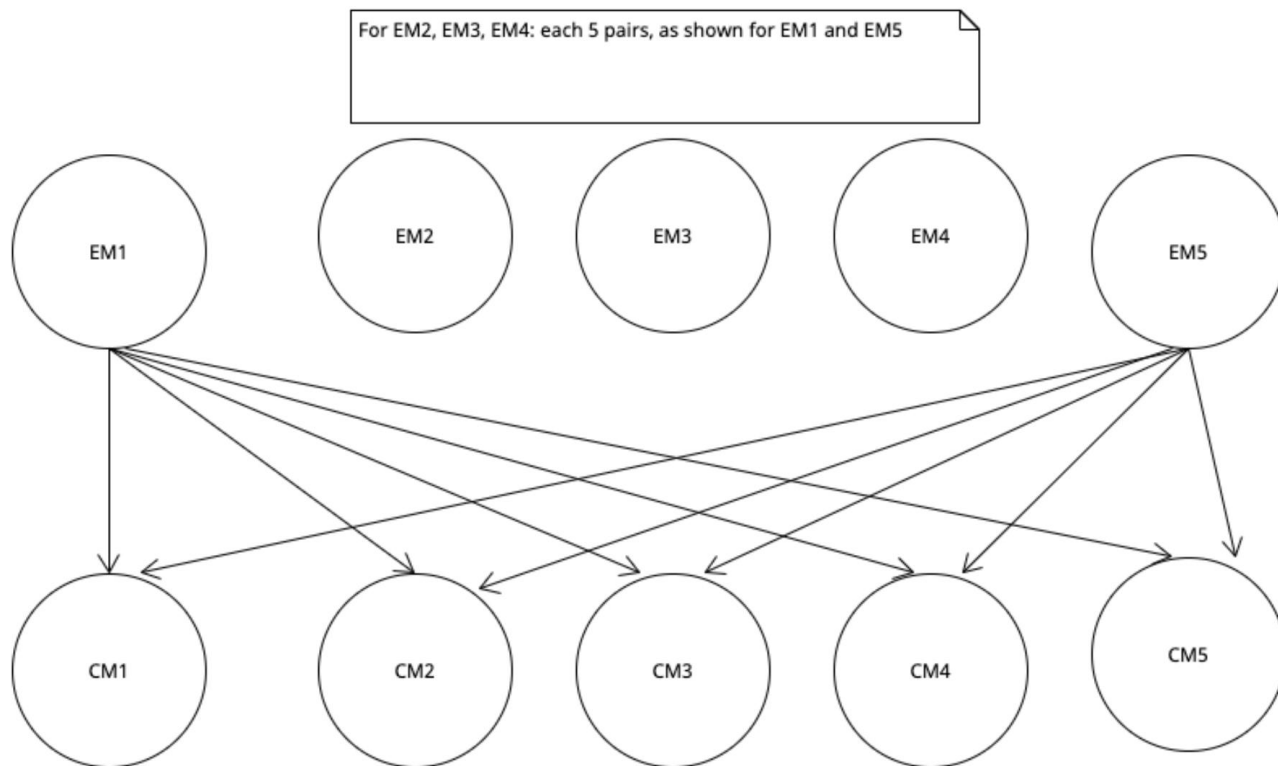 For EM2, EM3, EM4: each 5 pairs, as shown for EM1 and EM5
EM1
EM2
EM3
EM4
EM5
CM1
CM2
CM3
CM4
CM5